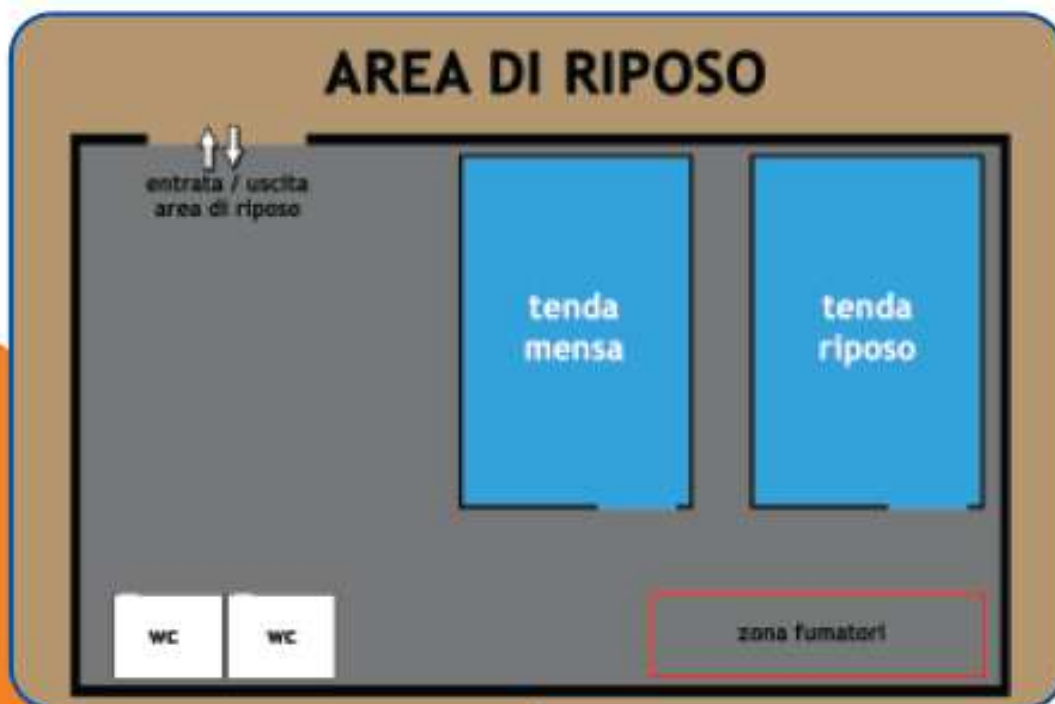 AREA DI RIPOSO
entrata / uscita
area di riposo
tenda
mensa
tenda
riposo
wc
wc
zona fumatori